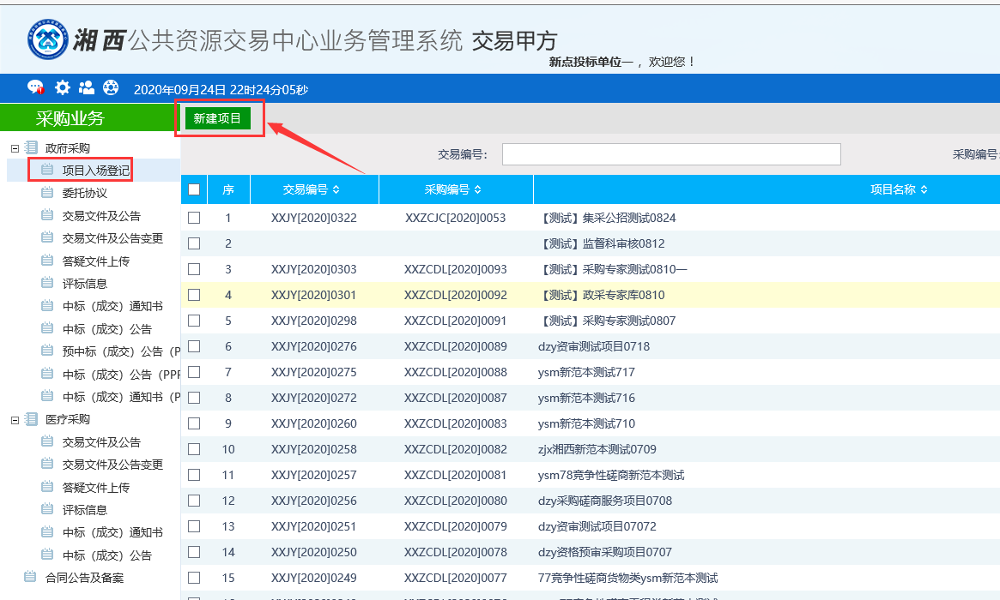 湘西公共资源交易中心业务管理系统 交易甲方
新点投标单位一 ，欢迎您！
2020年09月24日 22时24分05秒
采购业务
新建项目
政府采购
项目入场登记
委托协议
交易文件及公告
交易文件及公告变更
答疑文件上传
评标信息
中标（成交）通知书
中标（成交）公告
预中标（成交）公告（P
中标（成交）公告（PPP
中标（成交）通知书（P
医疗采购
交易文件及公告
交易文件及公告变更
答疑文件上传
评标信息
中标（成交）通知书
中标（成交）公告
合同公告及备案
交易编号： 采购编号：
序 交易编号 采购编号 项目名称
1 XXJY[2020]0322 XXZCJC[2020]0053 【测试】集采公招测试0824
2 【测试】监督科审核0812
3 XXJY[2020]0303 XXZCDL[2020]0093 【测试】采购专家测试0810一
4 XXJY[2020]0301 XXZCDL[2020]0092 【测试】政采专家库0810
5 XXJY[2020]0298 XXZCDL[2020]0091 【测试】采购专家测试0807
6 XXJY[2020]0276 XXZCDL[2020]0089 dzy资审测试项目0718
7 XXJY[2020]0275 XXZCDL[2020]0088 ysm新范本测试717
8 XXJY[2020]0272 XXZCDL[2020]0087 ysm新范本测试716
9 XXJY[2020]0260 XXZCDL[2020]0083 ysm新范本测试710
10 XXJY[2020]0258 XXZCDL[2020]0082 zjx湘西新范本测试0709
11 XXJY[2020]0257 XXZCDL[2020]0081 ysm78竞争性磋商新范本测试
12 XXJY[2020]0256 XXZCDL[2020]0080 dzy采购磋商服务项目0708
13 XXJY[2020]0251 XXZCDL[2020]0079 dzy资审测试项目07072
14 XXJY[2020]0250 XXZCDL[2020]0078 dzy资格预审采购项目0707
15 XXJY[2020]0249 XXZCDL[2020]0077 77竞争性磋商货物类ysm新范本测试